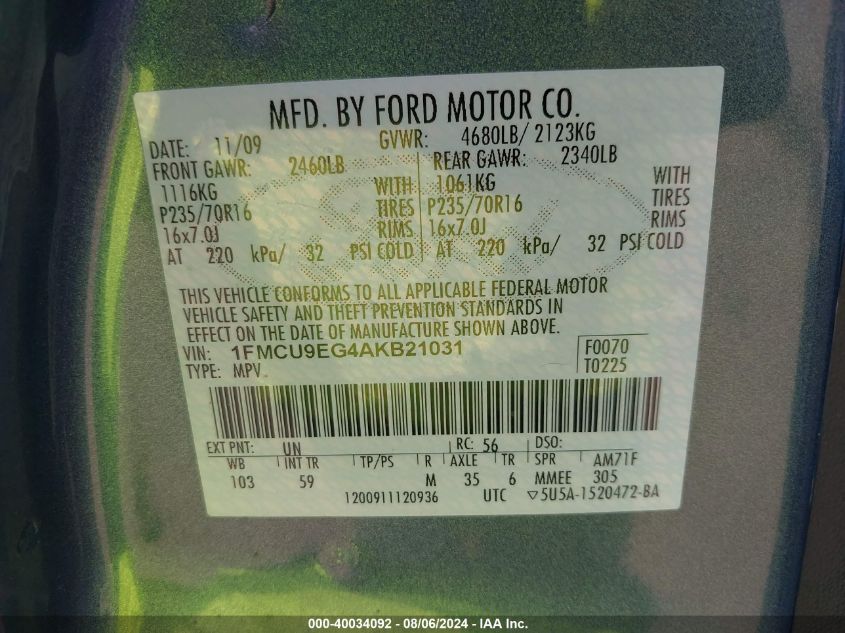 MFD. BY FORD MOTOR CO.
DATE: 11/09 GVWR: 4680LB/ 2123KG
FRONT GAWR: 2460LB REAR GAWR: 2340LB
1116KG WITH 1061KG WITH
P235/70R16 TIRES P235/70R16 TIRES
16x7.0J RIMS 16x7.0J RIMS
AT 220 kPa/ 32 PSI COLD AT 220 kPa/ 32 PSI COLD
THIS VEHICLE CONFORMS TO ALL APPLICABLE FEDERAL MOTOR
VEHICLE SAFETY AND THEFT PREVENTION STANDARDS IN
EFFECT ON THE DATE OF MANUFACTURE SHOWN ABOVE.
VIN: 1FMCU9EG4AKB21031 F0070
TYPE: MPV T0225
EXT PNT: UN RC: 56 DSO:
WB INT TR TP/PS R AXLE TR SPR AM71F
103 59 M 35 6 MMEE 305
1200911120936 UTC ▽5U5A-1520472-BA
000-40034092 - 08/06/2024 - IAA Inc.